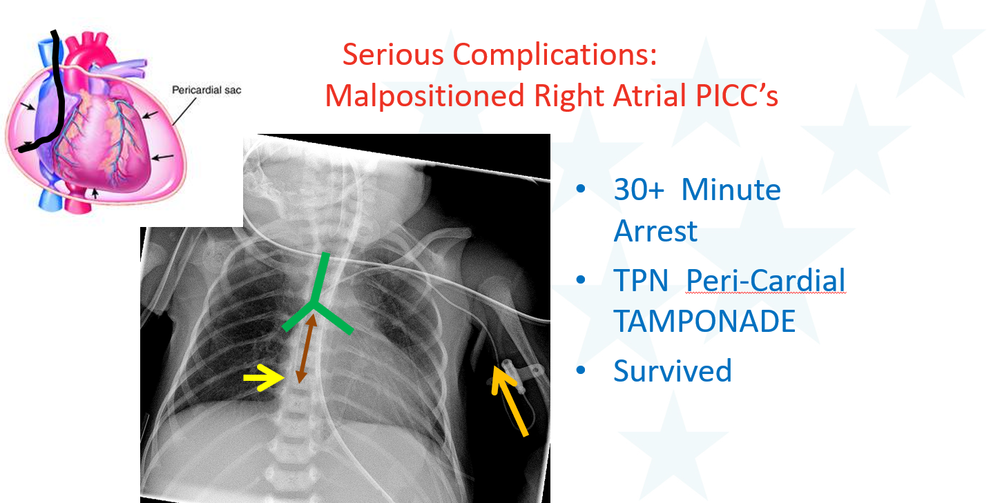 Serious Complications:
Malpositioned Right Atrial PICC's
Pericardial sac
• 30+ Minute
Arrest
• TPN Peri-Cardial
TAMPONADE
• Survived